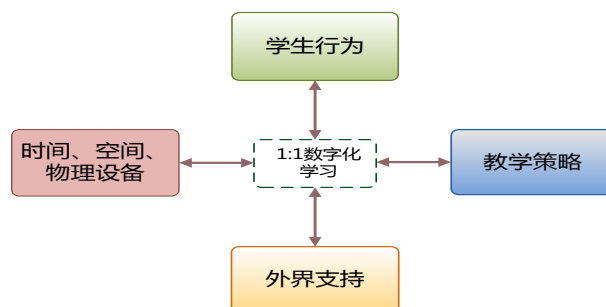 学生行为
时间、空间、
物理设备
1:1数字化
学习
教学策略
外界支持